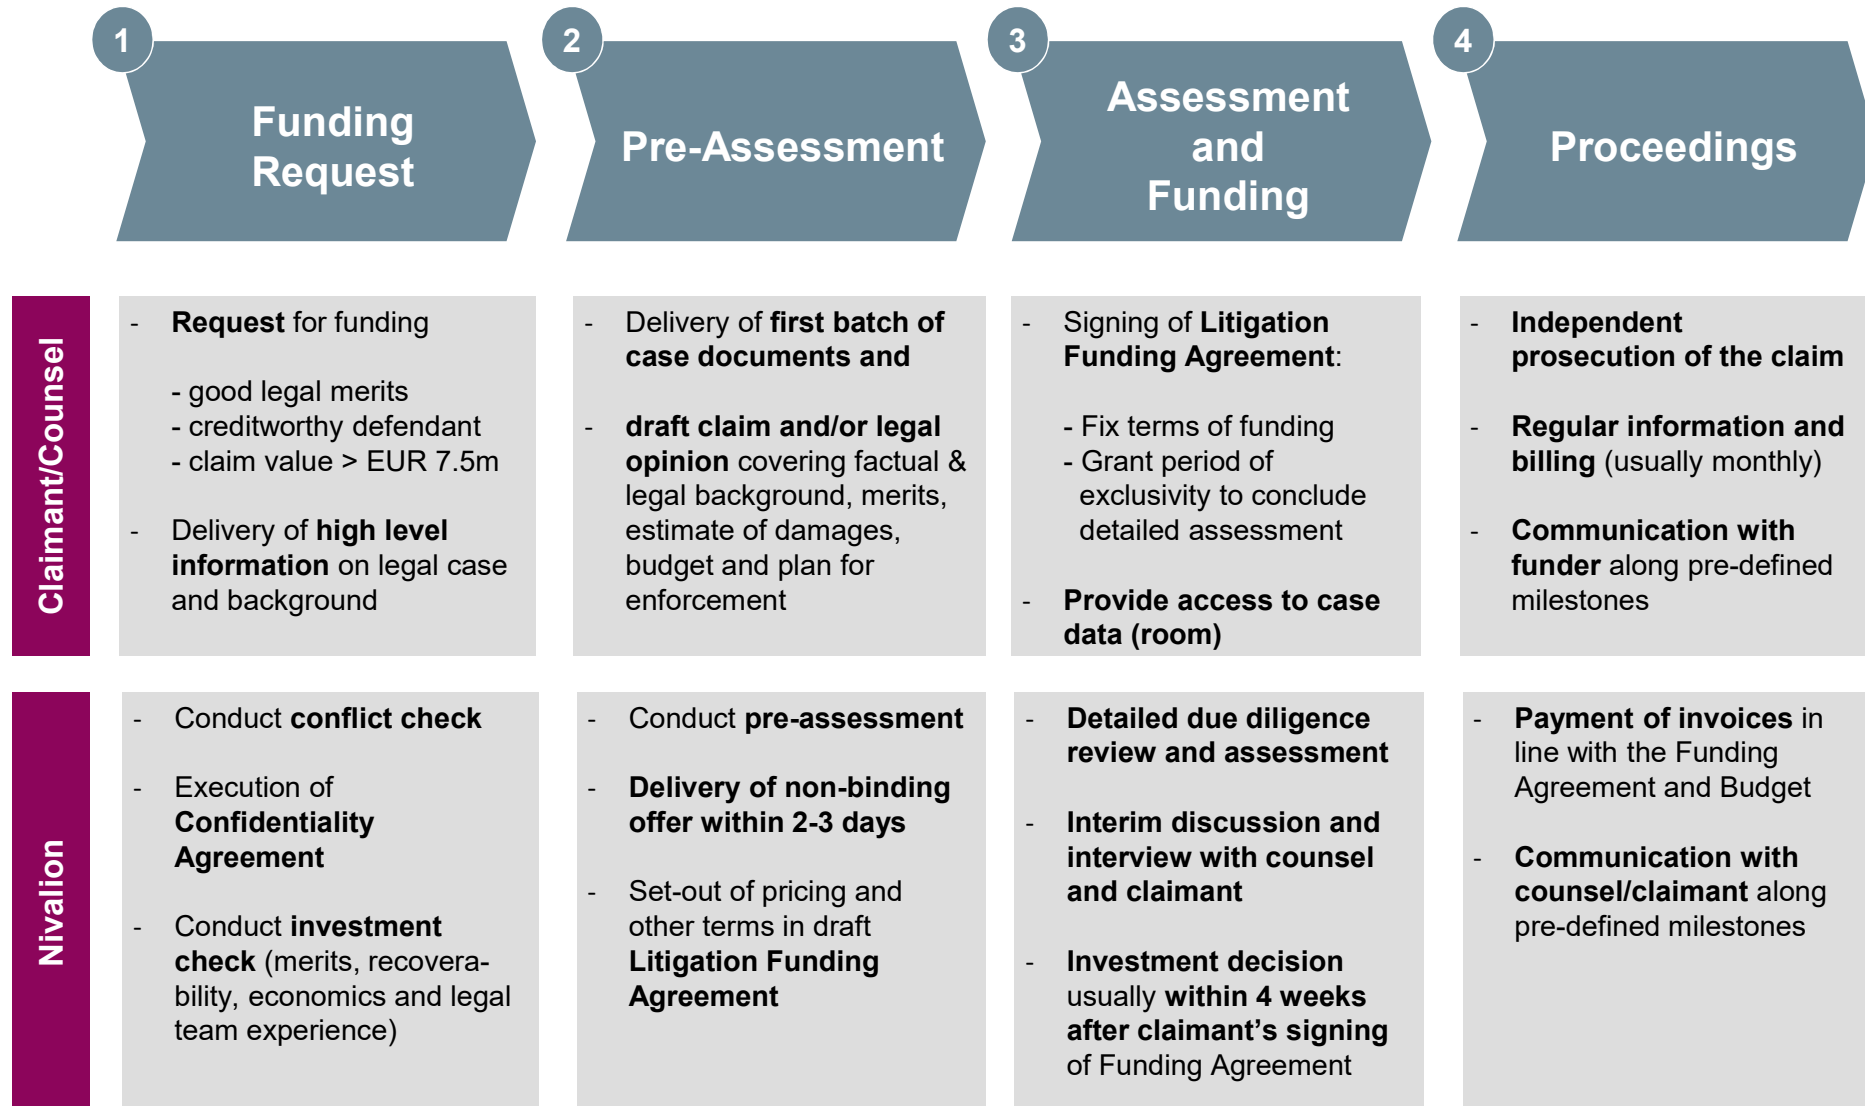 1
Funding
Request
2
Pre-Assessment
3
Assessment
and
Funding
4
Proceedings
Claimant/Counsel
- Request for funding
- good legal merits
- creditworthy defendant
- claim value > EUR 7.5m
- Delivery of high level
information on legal case
and background
- Delivery of first batch of
case documents and
- draft claim and/or legal
opinion covering factual &
legal background, merits,
estimate of damages,
budget and plan for
enforcement
- Signing of Litigation
Funding Agreement:
- Fix terms of funding
- Grant period of
exclusivity to conclude
detailed assessment
- Provide access to case
data (room)
- Independent
prosecution of the claim
- Regular information and
billing (usually monthly)
- Communication with
funder along pre-defined
milestones
Nivalion
- Conduct conflict check
- Execution of
Confidentiality
Agreement
- Conduct investment
check (merits, recovera-
bility, economics and legal
team experience)
- Conduct pre-assessment
- Delivery of non-binding
offer within 2-3 days
- Set-out of pricing and
other terms in draft
Litigation Funding
Agreement
- Detailed due diligence
review and assessment
- Interim discussion and
interview with counsel
and claimant
- Investment decision
usually within 4 weeks
after claimant’s signing
of Funding Agreement
- Payment of invoices in
line with the Funding
Agreement and Budget
- Communication with
counsel/claimant along
pre-defined milestones